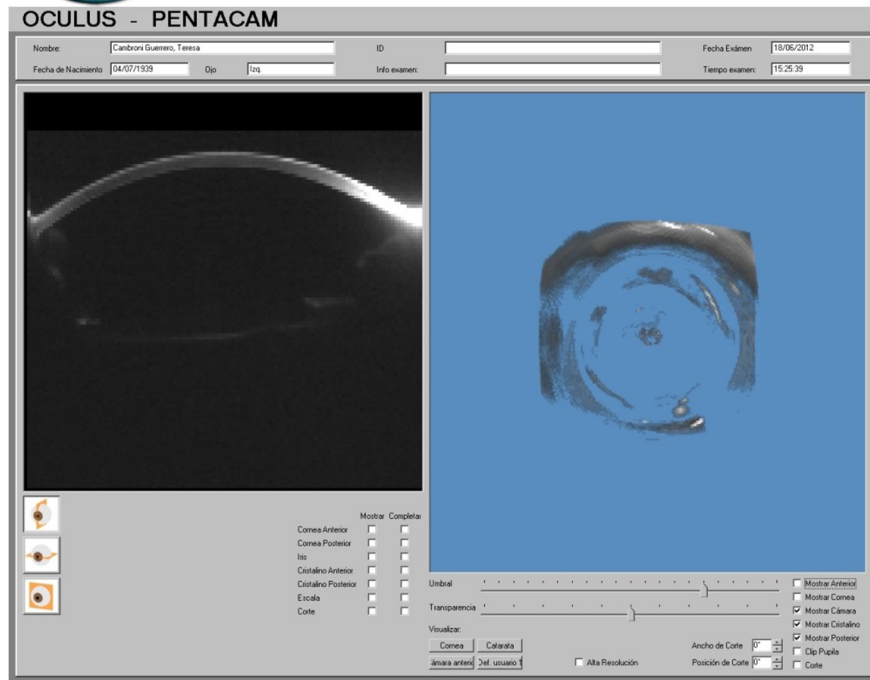 OCULUS - PENTACAM
Nombre: Cambroni Guerrero, Teresa ID Fecha Exámen 18/06/2012
Fecha de Nacimiento 04/07/1939 Ojo Izq. Info examen: Tiempo examen: 15:25:39
Mostrar Completar
Cornea Anterior
Cornea Posterior
Iris
Cristalino Anterior
Cristalino Posterior
Escala
Corte
Umbral
Transparencia
Visualizar:
Cornea Catarata
Def. usuario 1
Alta Resolución
Ancho de Corte 0°
Posición de Corte 0°
Mostrar Anterior
Mostrar Cornea
Mostrar Cámara
Mostrar Cristalino
Mostrar Posterior
Clip Pupila
Corte